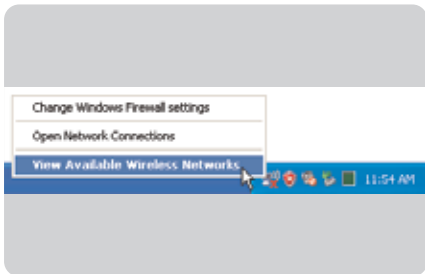 Change Windows Firewall settings
Open Network Connections
View Available Wireless Networks
11:54 AM